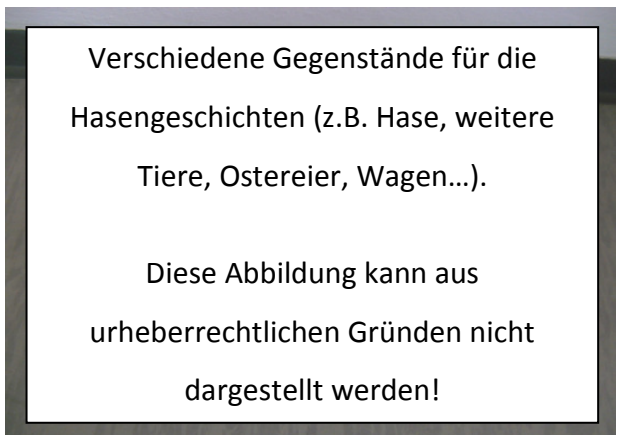 Verschiedene Gegenstände für die
Hasengeschichten (z.B. Hase, weitere
Tiere, Ostereier, Wagen…).
Diese Abbildung kann aus
urheberrechtlichen Gründen nicht
dargestellt werden!